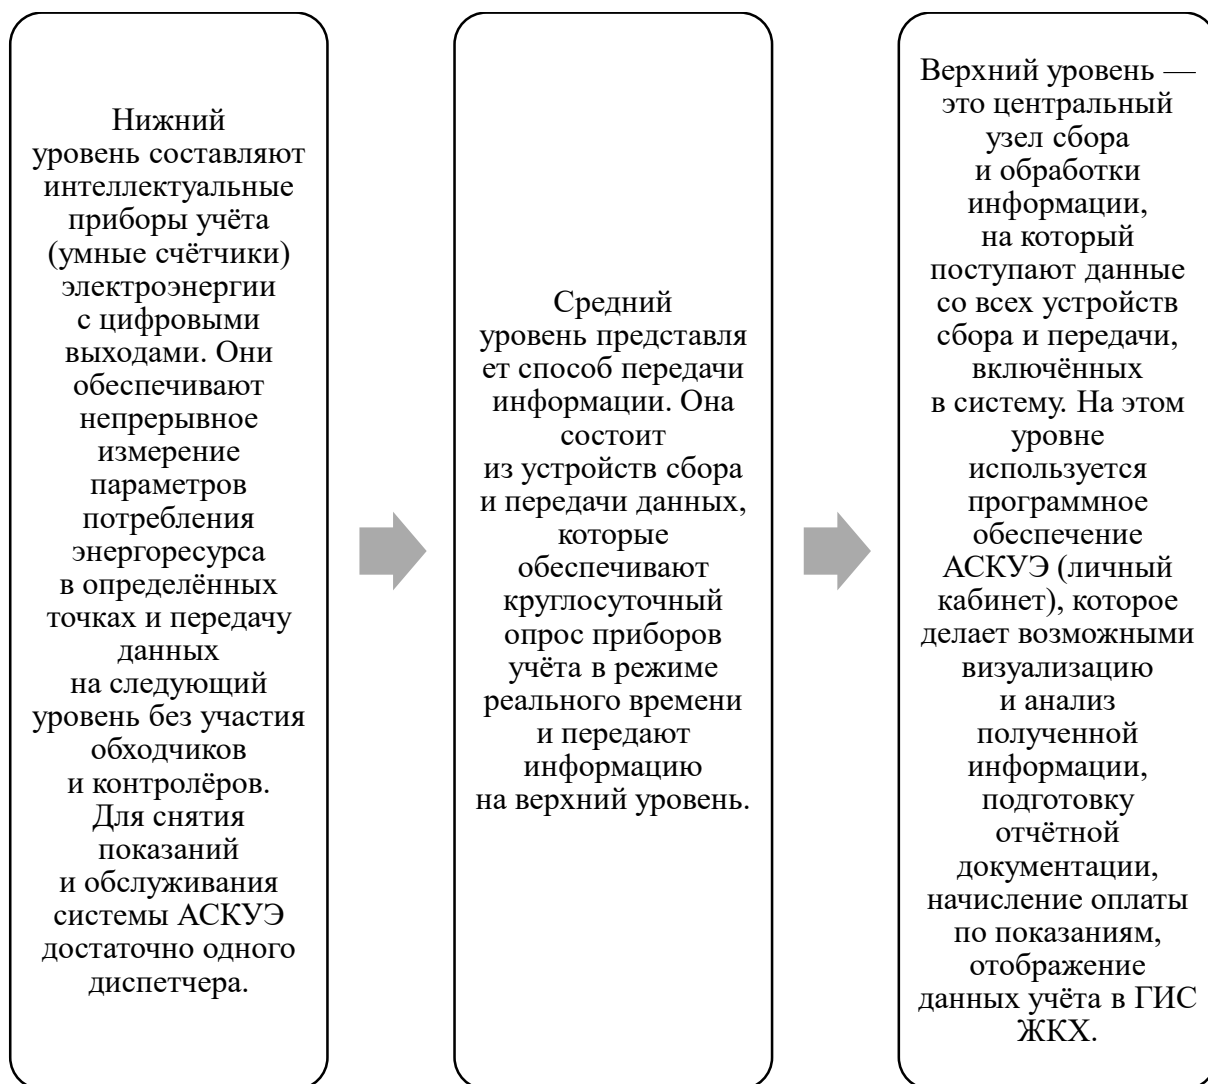 Нижний
уровень составляют
интеллектуальные
приборы учёта
(умные счётчики)
электроэнергии
с цифровыми
выходами. Они
обеспечивают
непрерывное
измерение
параметров
потребления
энергоресурса
в определённых
точках и передачу
данных
на следующий
уровень без участия
обходчиков
и контролёров.
Для снятия
показаний
и обслуживания
системы АСКУЭ
достаточно одного
диспетчера.
Средний
уровень представля
ет способ передачи
информации. Она
состоит
из устройств сбора
и передачи данных,
которые
обеспечивают
круглосуточный
опрос приборов
учёта в режиме
реального времени
и передают
информацию
на верхний уровень.
Верхний уровень —
это центральный
узел сбора
и обработки
информации,
на который
поступают данные
со всех устройств
сбора и передачи,
включённых
в систему. На этом
уровне
используется
программное
обеспечение
АСКУЭ (личный
кабинет), которое
делает возможными
визуализацию
и анализ
полученной
информации,
подготовку
отчётной
документации,
начисление оплаты
по показаниям,
отображение
данных учёта в ГИС
ЖКХ.